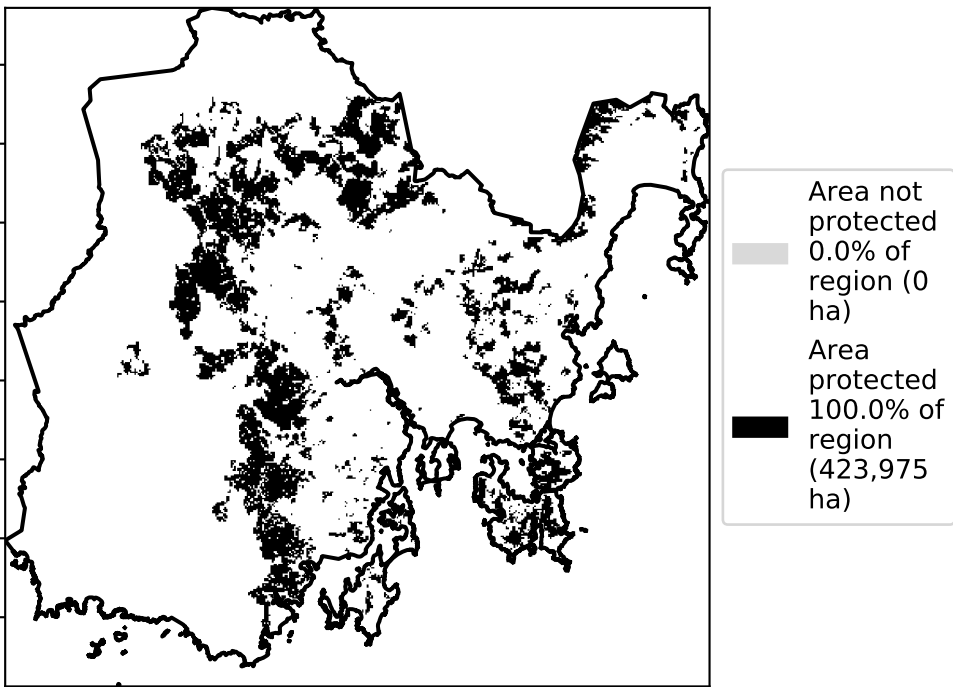 Area not
protected
0.0% of
region (0
ha)
Area
protected
100.0% of
region
(423,975
ha)